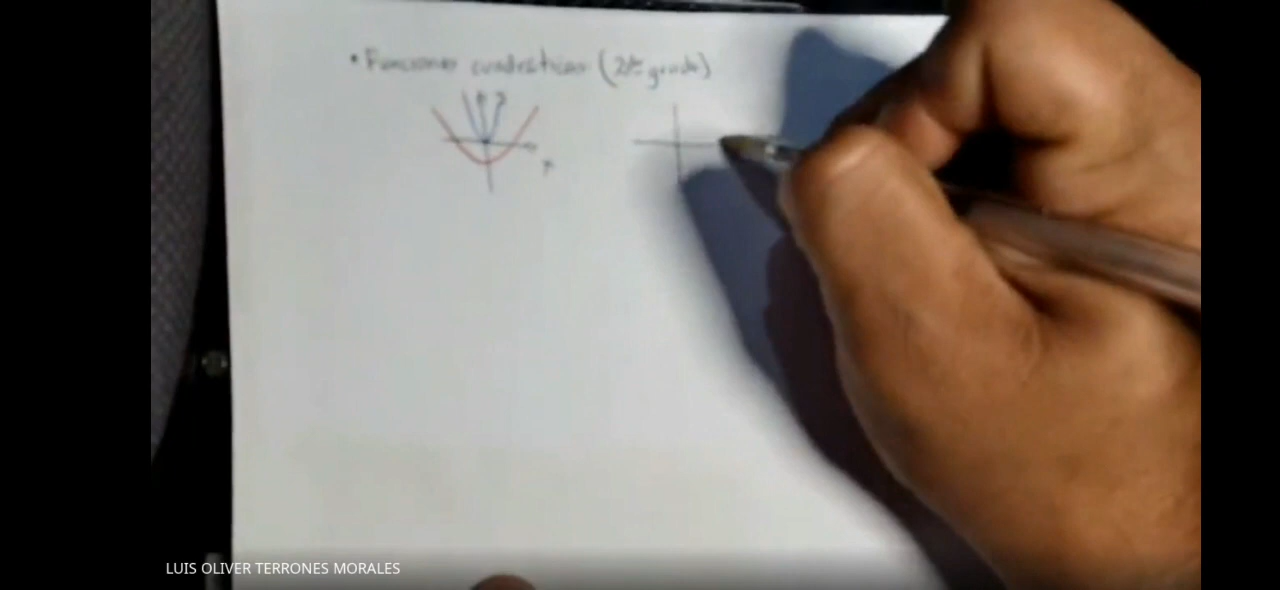 • Funciones cuadráticas (2do grado)
y
x
LUIS OLIVER TERRONES MORALES